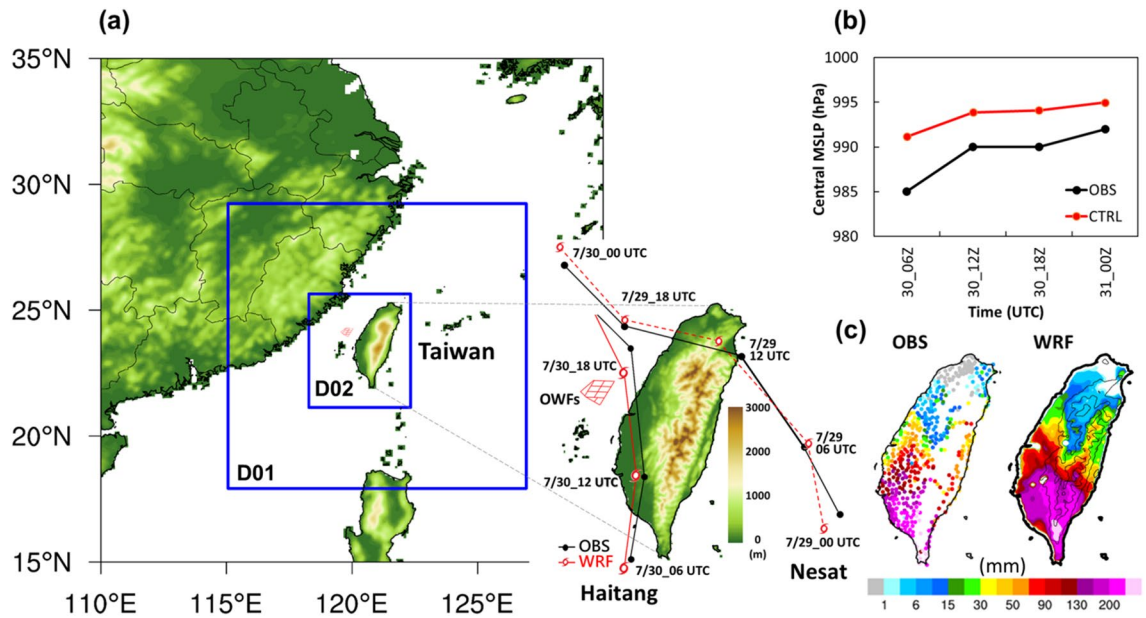 (a)
35°N
30°N
25°N
20°N
15°N
110°E
115°E
120°E
125°E
D01
D02
Taiwan
7/30_00 UTC
7/29_18 UTC
7/29
12 UTC
7/30_18 UTC
OWFs
7/29
06 UTC
7/30_12 UTC
7/29_00 UTC
7/30_06 UTC
3000
2000
1000
0
(m)
OBS
WRF
Haitang
Nesat
(b)
Central MSLP (hPa)
1000
995
990
985
980
OBS
CTRL
30_06Z
30_12Z
30_18Z
31_00Z
Time (UTC)
(c)
OBS
WRF
(mm)
1 6 15 30 50 90 130 200